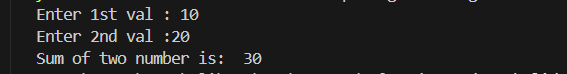 Enter 1st val : 10
Enter 2nd val :20
Sum of two number is:  30